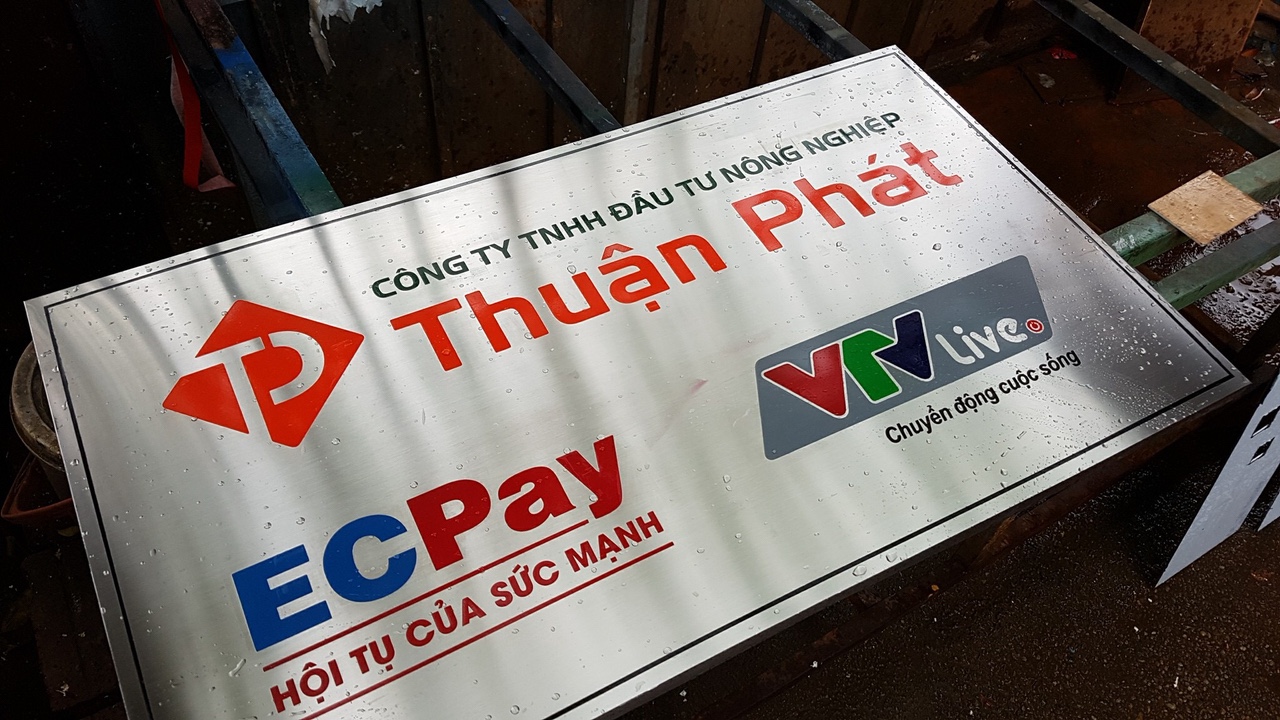 CÔNG TY TNHH ĐẦU TƯ NÔNG NGHIỆP
Thuận Phát
VTV Live
Chuyển động cuộc sống
ECPay
HỘI TỤ CỦA SỨC MẠNH